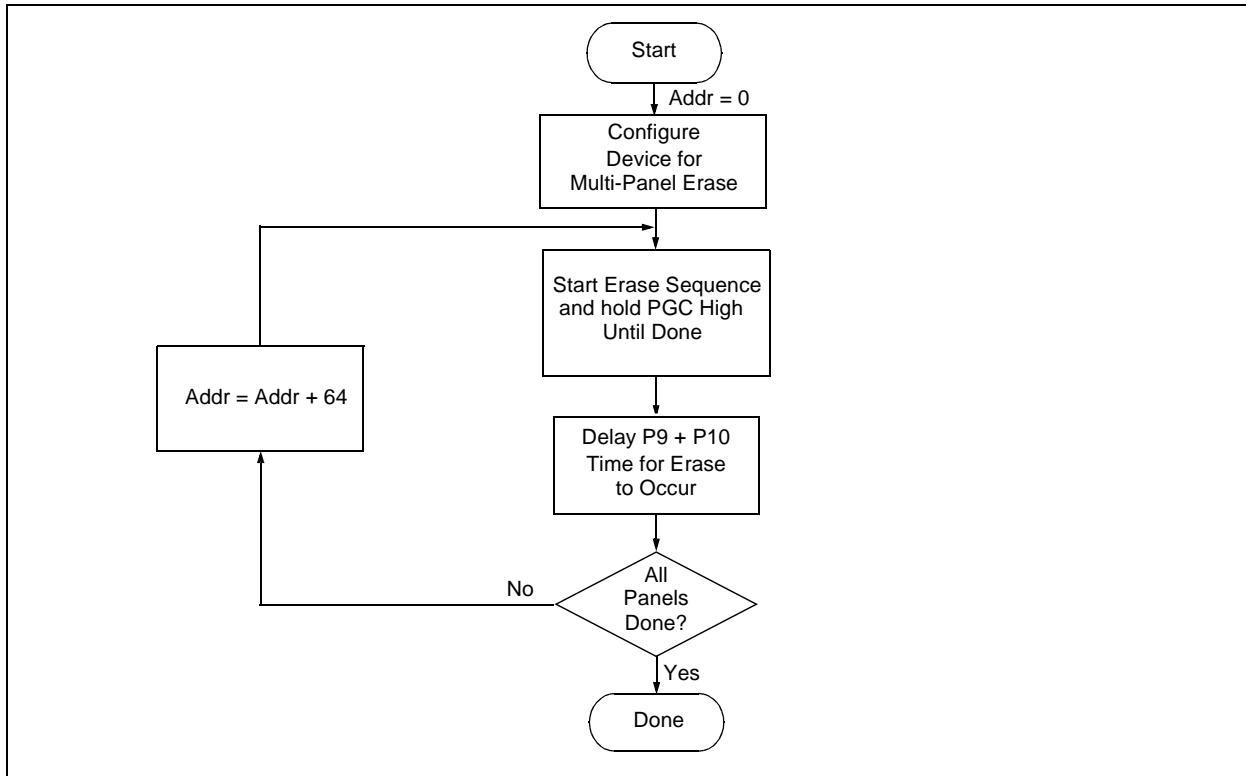 Start
Addr = 0
Configure
Device for
Multi-Panel Erase
Start Erase Sequence
and hold PGC High
Until Done
Addr = Addr + 64
Delay P9 + P10
Time for Erase
to Occur
All
Panels
Done?
No
Yes
Done